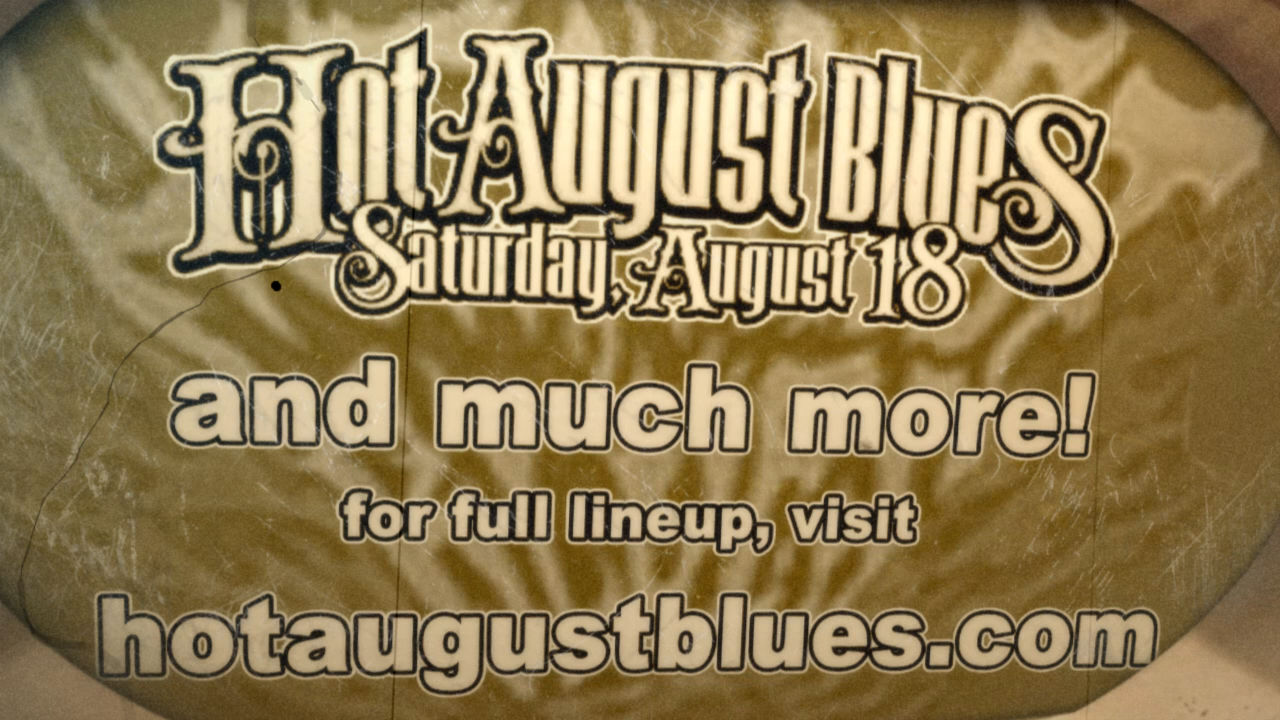 Hot August Blues
Saturday, August 18
and much more!
for full lineup, visit
hotaugustblues.com